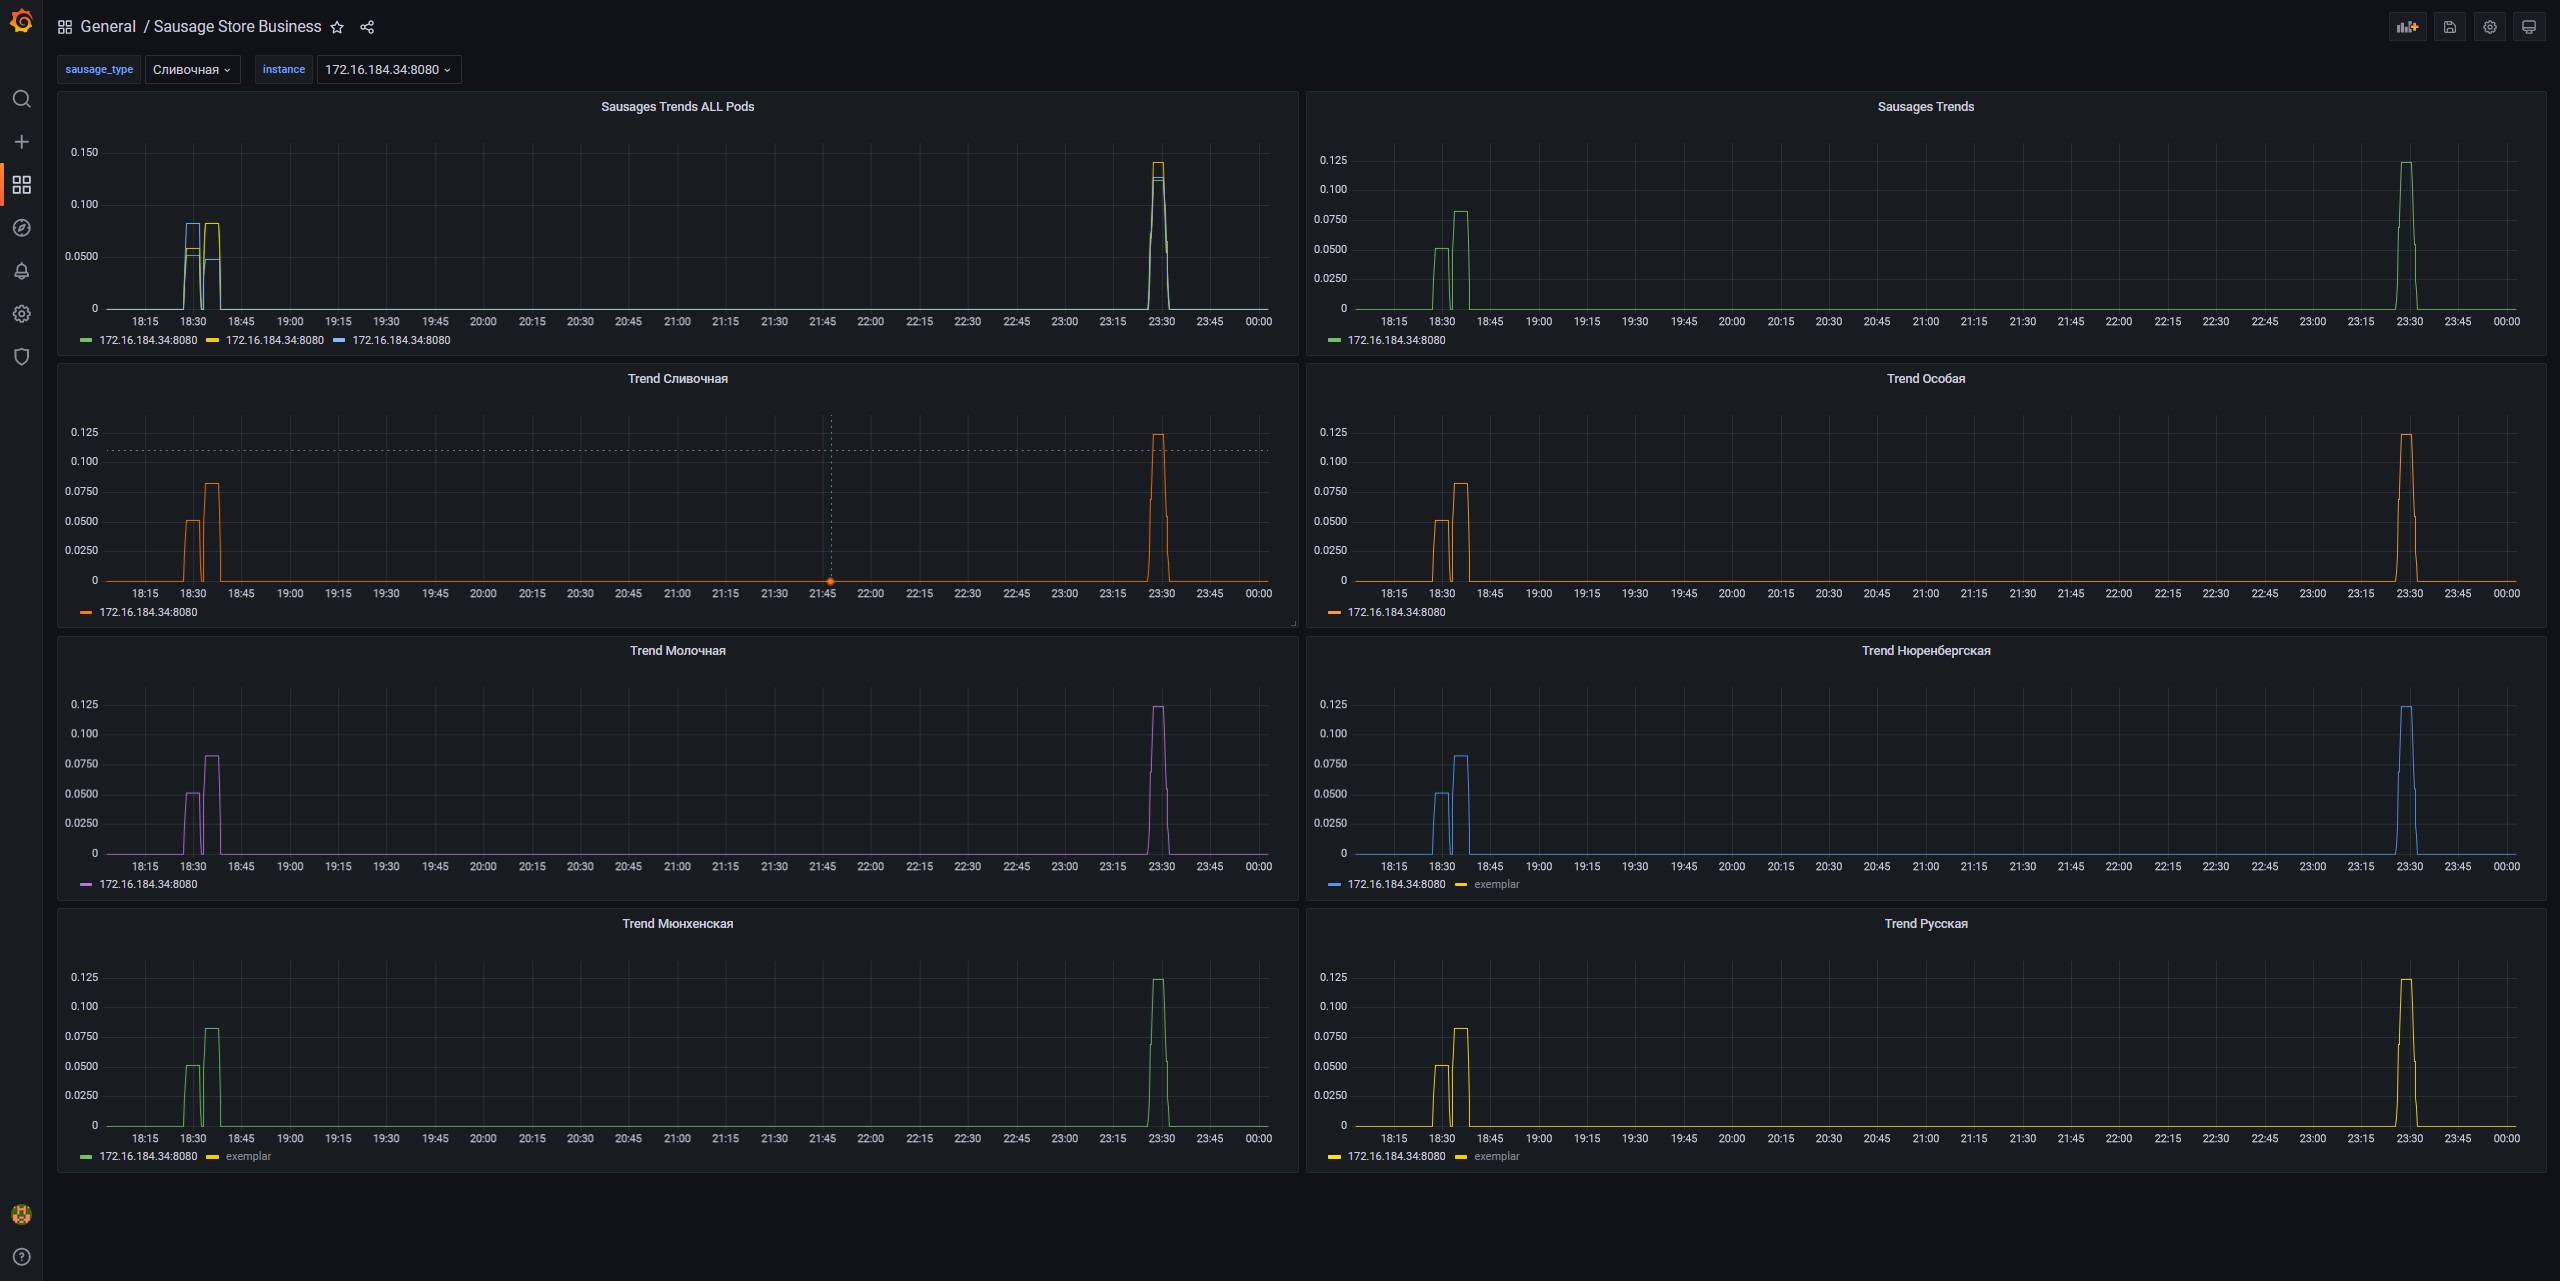 General / Sausage Store Business
sausage_type Сливочная instance 172.16.184.34:8080
Sausages Trends ALL Pods
0.150
0.100
0.0500
0
18:15 18:30 18:45 19:00 19:15 19:30 19:45 20:00 20:15 20:30 20:45 21:00 21:15 21:30 21:45 22:00 22:15 22:30 22:45 23:00 23:15 23:30 23:45 00:00
172.16.184.34:8080 172.16.184.34:8080 172.16.184.34:8080
Sausages Trends
0.125
0.100
0.0750
0.0500
0.0250
0
18:15 18:30 18:45 19:00 19:15 19:30 19:45 20:00 20:15 20:30 20:45 21:00 21:15 21:30 21:45 22:00 22:15 22:30 22:45 23:00 23:15 23:30 23:45 00:00
172.16.184.34:8080
Trend Сливочная
0.125
0.100
0.0750
0.0500
0.0250
0
18:15 18:30 18:45 19:00 19:15 19:30 19:45 20:00 20:15 20:30 20:45 21:00 21:15 21:30 21:45 22:00 22:15 22:30 22:45 23:00 23:15 23:30 23:45 00:00
172.16.184.34:8080
Trend Особая
0.125
0.100
0.0750
0.0500
0.0250
0
18:15 18:30 18:45 19:00 19:15 19:30 19:45 20:00 20:15 20:30 20:45 21:00 21:15 21:30 21:45 22:00 22:15 22:30 22:45 23:00 23:15 23:30 23:45 00:00
172.16.184.34:8080
Trend Молочная
0.125
0.100
0.0750
0.0500
0.0250
0
18:15 18:30 18:45 19:00 19:15 19:30 19:45 20:00 20:15 20:30 20:45 21:00 21:15 21:30 21:45 22:00 22:15 22:30 22:45 23:00 23:15 23:30 23:45 00:00
172.16.184.34:8080
Trend Нюренбергская
0.125
0.100
0.0750
0.0500
0.0250
0
18:15 18:30 18:45 19:00 19:15 19:30 19:45 20:00 20:15 20:30 20:45 21:00 21:15 21:30 21:45 22:00 22:15 22:30 22:45 23:00 23:15 23:30 23:45 00:00
172.16.184.34:8080 exemplar
Trend Мюнхенская
0.125
0.100
0.0750
0.0500
0.0250
0
18:15 18:30 18:45 19:00 19:15 19:30 19:45 20:00 20:15 20:30 20:45 21:00 21:15 21:30 21:45 22:00 22:15 22:30 22:45 23:00 23:15 23:30 23:45 00:00
172.16.184.34:8080 exemplar
Trend Русская
0.125
0.100
0.0750
0.0500
0.0250
0
18:15 18:30 18:45 19:00 19:15 19:30 19:45 20:00 20:15 20:30 20:45 21:00 21:15 21:30 21:45 22:00 22:15 22:30 22:45 23:00 23:15 23:30 23:45 00:00
172.16.184.34:8080 exemplar